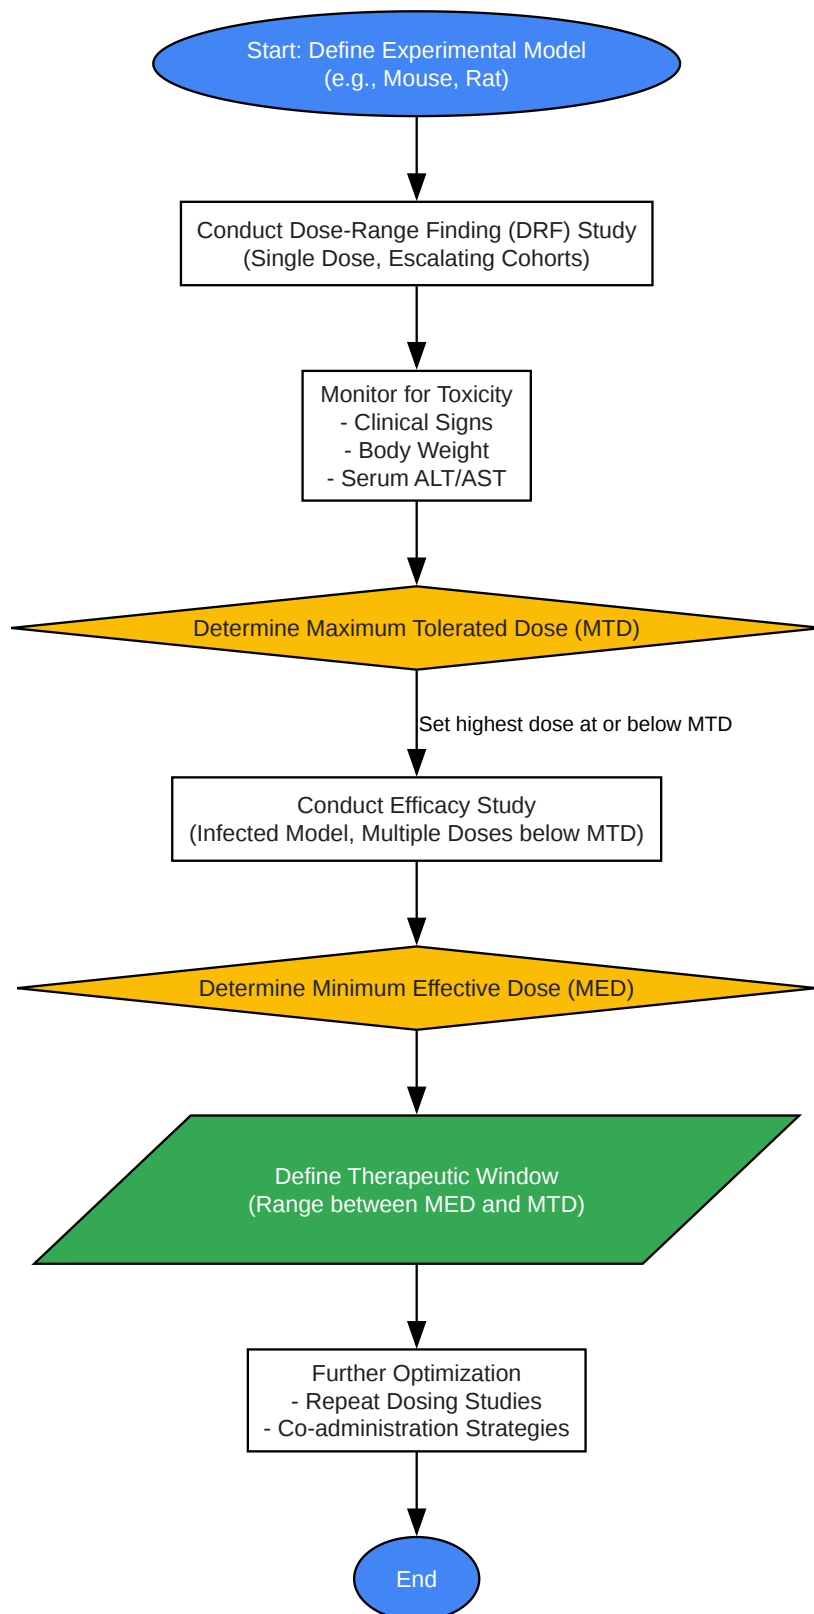 Start: Define Experimental Model
(e.g., Mouse, Rat)
Conduct Dose-Range Finding (DRF) Study
(Single Dose, Escalating Cohorts)
Monitor for Toxicity
- Clinical Signs
- Body Weight
- Serum ALT/AST
Determine Maximum Tolerated Dose (MTD)
Set highest dose at or below MTD
Conduct Efficacy Study
(Infected Model, Multiple Doses below MTD)
Determine Minimum Effective Dose (MED)
Define Therapeutic Window
(Range between MED and MTD)
Further Optimization
- Repeat Dosing Studies
- Co-administration Strategies
End